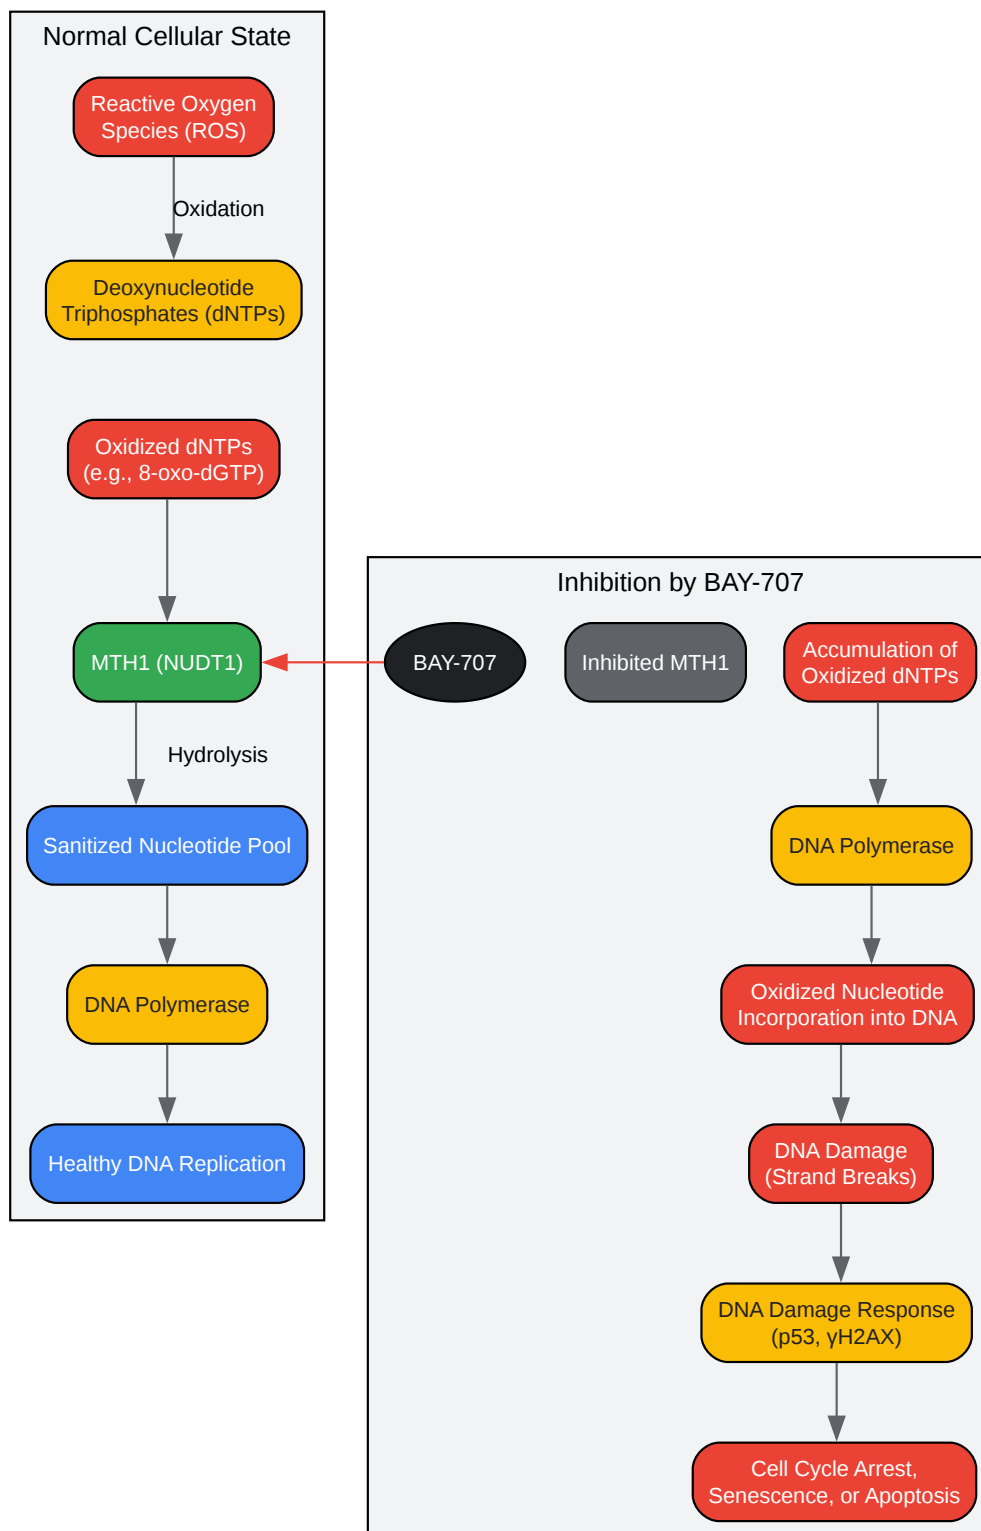 Normal Cellular State
Reactive Oxygen
Species (ROS)
Oxidation
Deoxynucleotide
Triphosphates (dNTPs)
Oxidized dNTPs
(e.g., 8-oxo-dGTP)
MTH1 (NUDT1)
Hydrolysis
Sanitized Nucleotide Pool
DNA Polymerase
Healthy DNA Replication
Inhibition by BAY-707
BAY-707
Inhibited MTH1
Accumulation of
Oxidized dNTPs
DNA Polymerase
Oxidized Nucleotide
Incorporation into DNA
DNA Damage
(Strand Breaks)
DNA Damage Response
(p53, γH2AX)
Cell Cycle Arrest,
Senescence, or Apoptosis